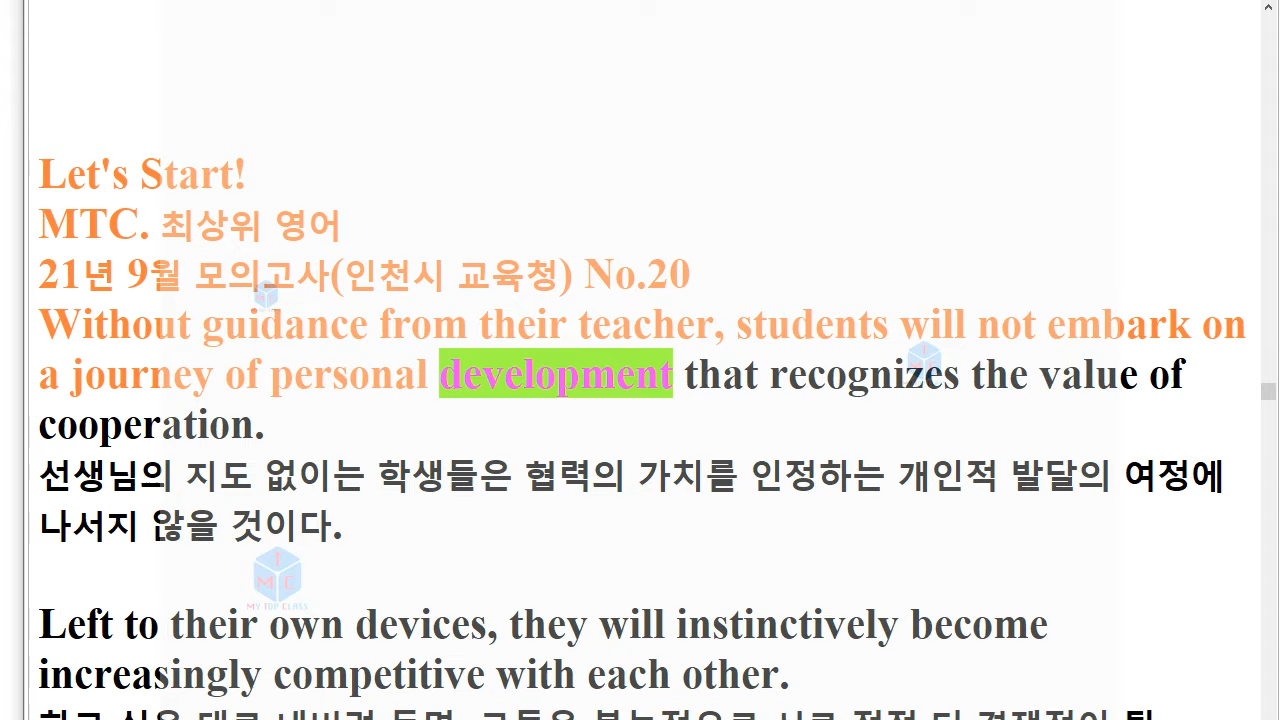 Let's Start!
MTC. 최상위 영어
21년 9월 모의고사(인천시 교육청) No.20
Without guidance from their teacher, students will not embark on
a journey of personal development that recognizes the value of
cooperation.
선생님의 지도 없이는 학생들은 협력의 가치를 인정하는 개인적 발달의 여정에
나서지 않을 것이다.
T
M C
MY TOP CLASS
Left to their own devices, they will instinctively become
increasingly competitive with each other.